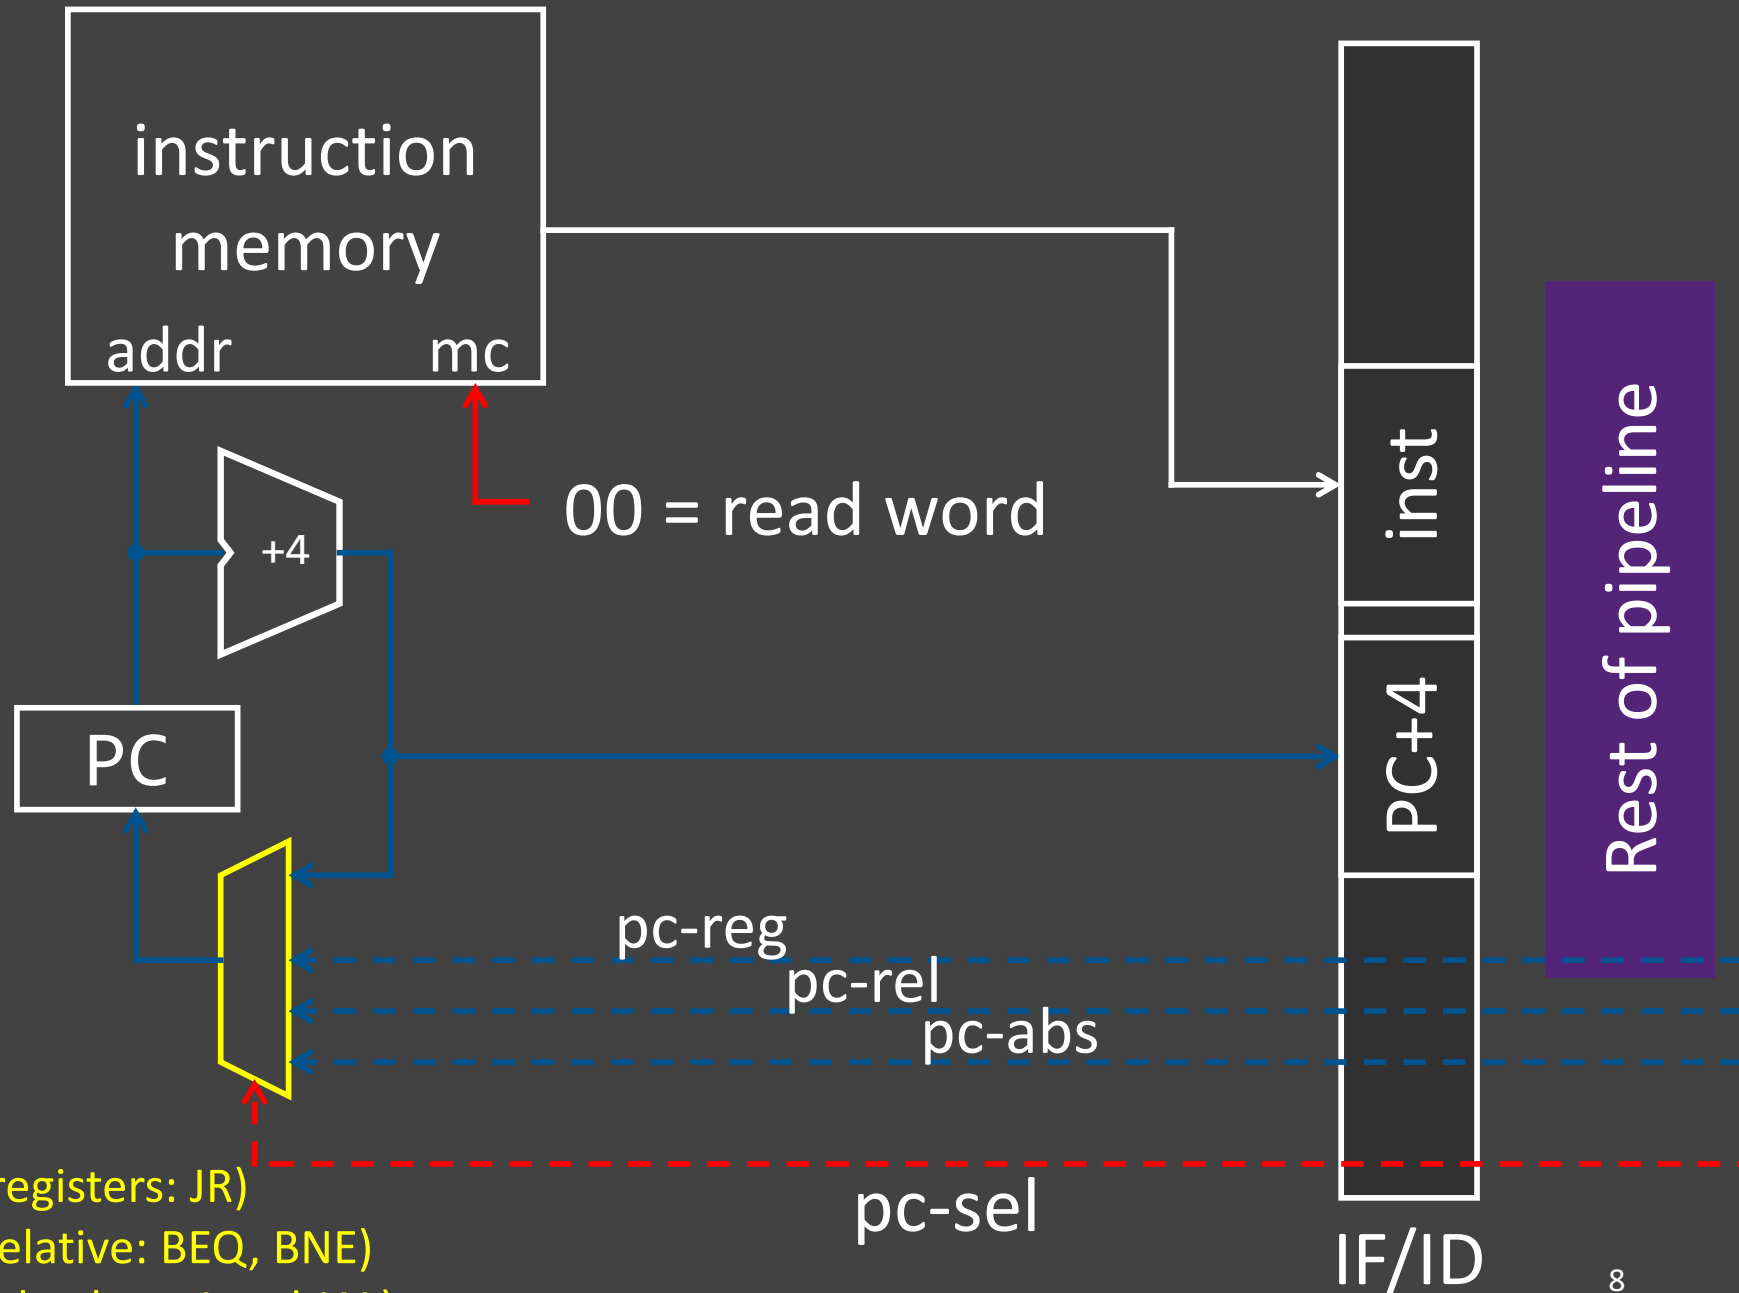 instruction
memory
addr
mc
+4
00 = read word
inst
PC
PC+4
Rest of pipeline
pc-reg
pc-rel
pc-abs
pc-sel
egisters: JR)
elative: BEQ, BNE)
IF/ID
8